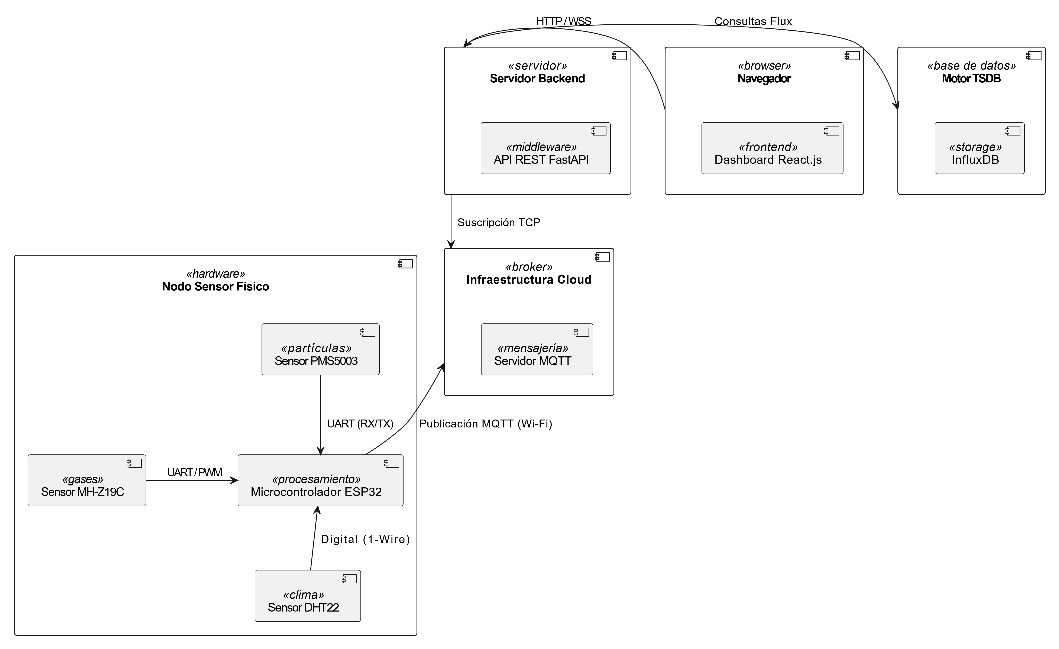 HTTP/WSS
Consultas Flux
«servidor»
Servidor Backend
«middleware»
API REST FastAPI
«browser»
Navegador
«frontend»
Dashboard React.js
«base de datos»
Motor TSDB
«storage»
InfluxDB
Suscripción TCP
«broker»
Infraestructura Cloud
«mensajería»
Servidor MQTT
«hardware»
Nodo Sensor Fisico
«partículas»
Sensor PMS5003
UART (RX/TX)
Publicación MQTT (Wi-Fi)
«gases»
Sensor MH-Z19C
UART/PWM
«procesamiento»
Microcontrolador ESP32
Digital (1-Wire)
«clima»
Sensor DHT22